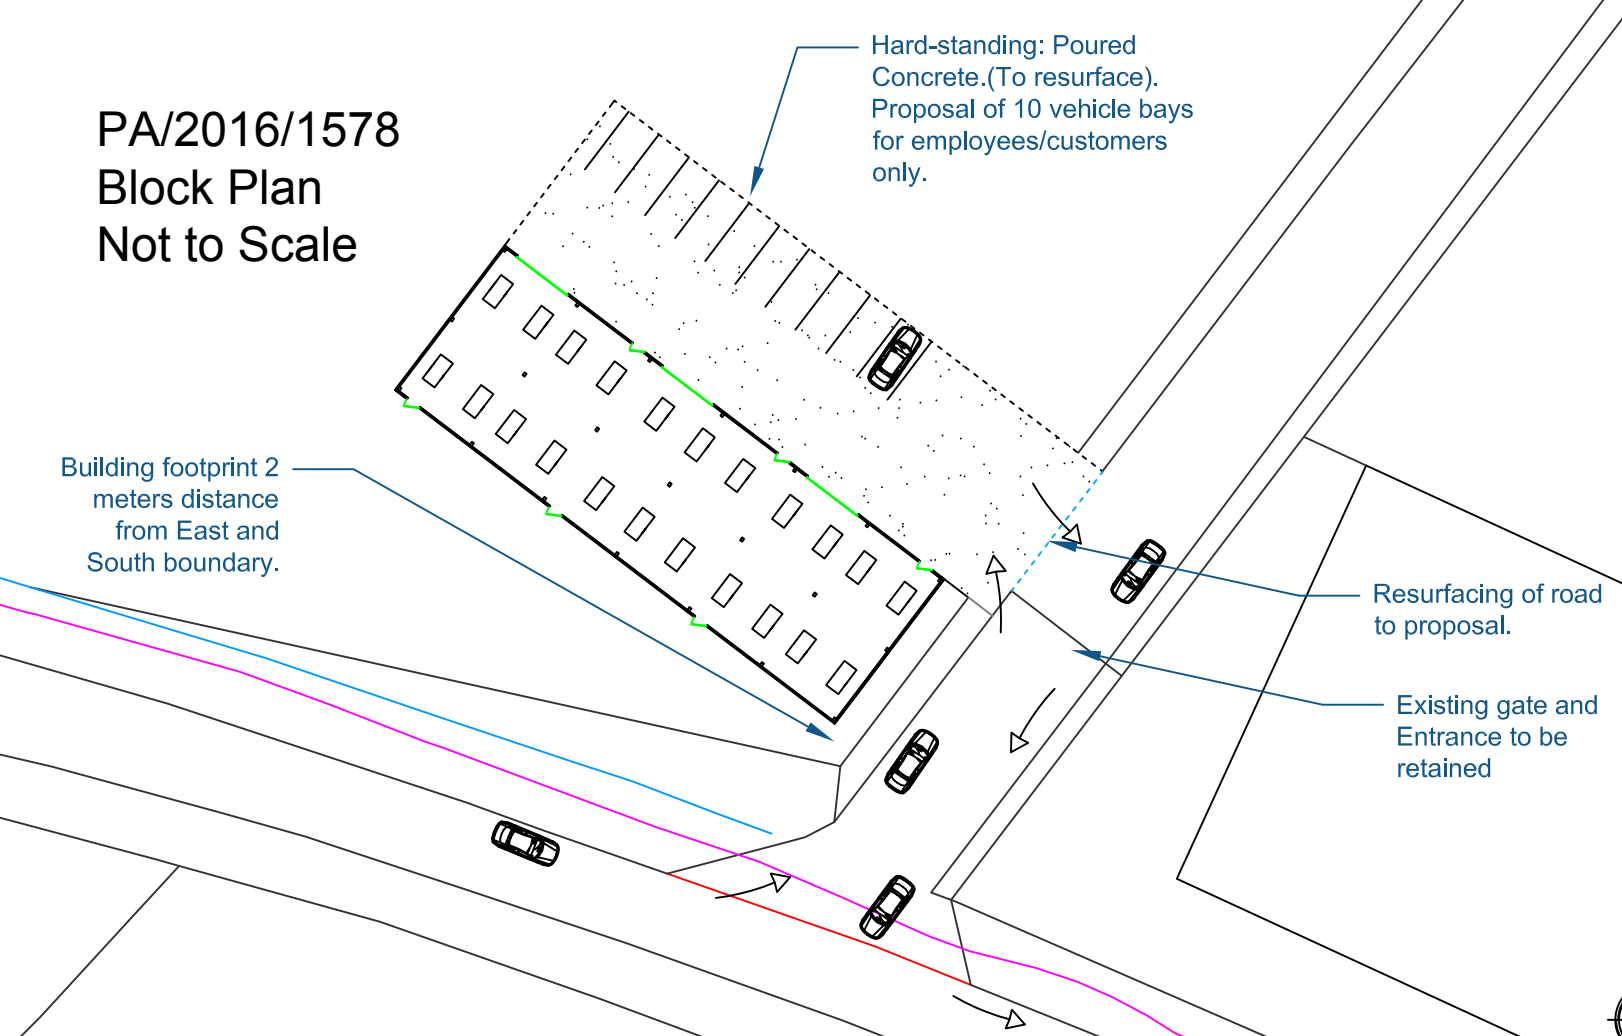 PA/2016/1578
Block Plan
Not to Scale
Hard-standing: Poured
Concrete.(To resurface).
Proposal of 10 vehicle bays
for employees/customers
only.
Building footprint 2
meters distance
from East and
South boundary.
Resurfacing of road
to proposal.
Existing gate and
Entrance to be
retained